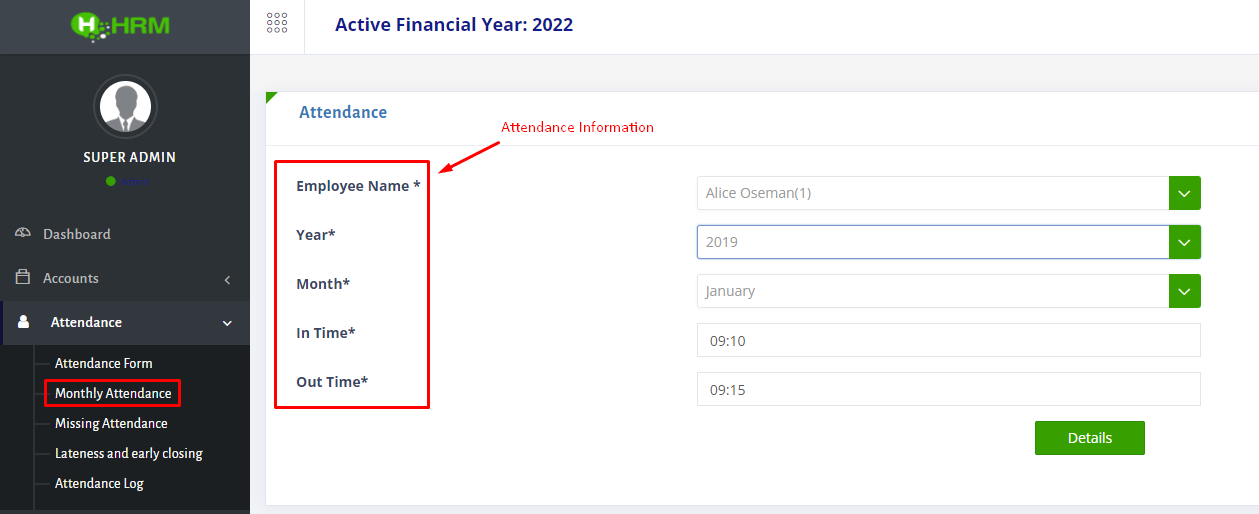 HRM
Active Financial Year: 2022
SUPER ADMIN
Dashboard
Accounts
Attendance
Attendance Form
Monthly Attendance
Missing Attendance
Lateness and early closing
Attendance Log
Attendance
Attendance Information
Employee Name *
Alice Oseman(1)
Year*
2019
Month*
January
In Time*
09:10
Out Time*
09:15
Details